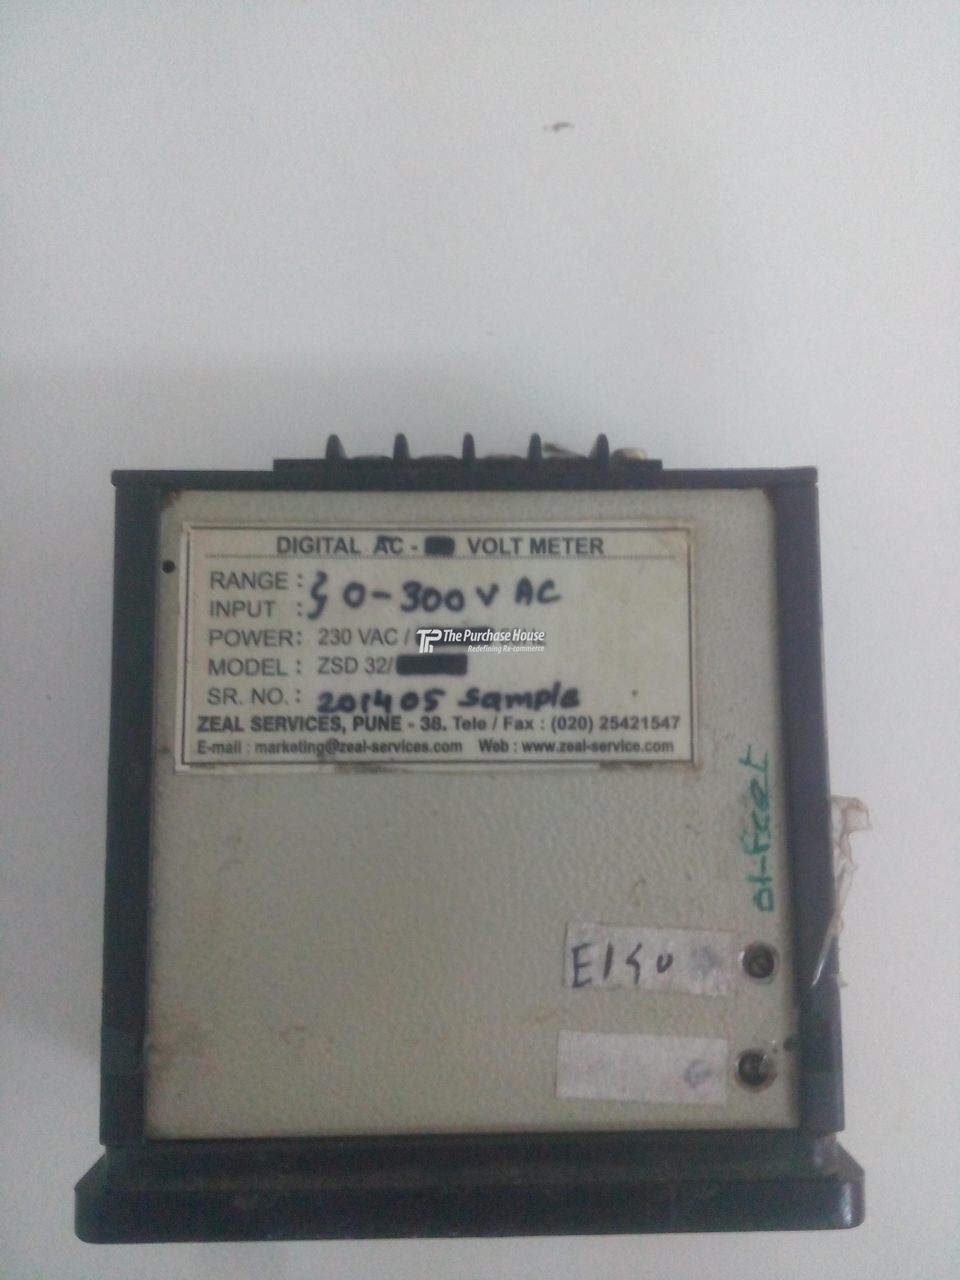 DIGITAL AC - VOLT METER
RANGE :
INPUT : 0-300 V AC
POWER: 230 VAC /
The Purchase House
Redefining Re-commerce
MODEL : ZSD 32/
SR. NO. : 201405 Sample
ZEAL SERVICES, PUNE - 38. Tele / Fax : (020) 25421547
E-mail : marketing@zeal-services.com Web : www.zeal-service.com